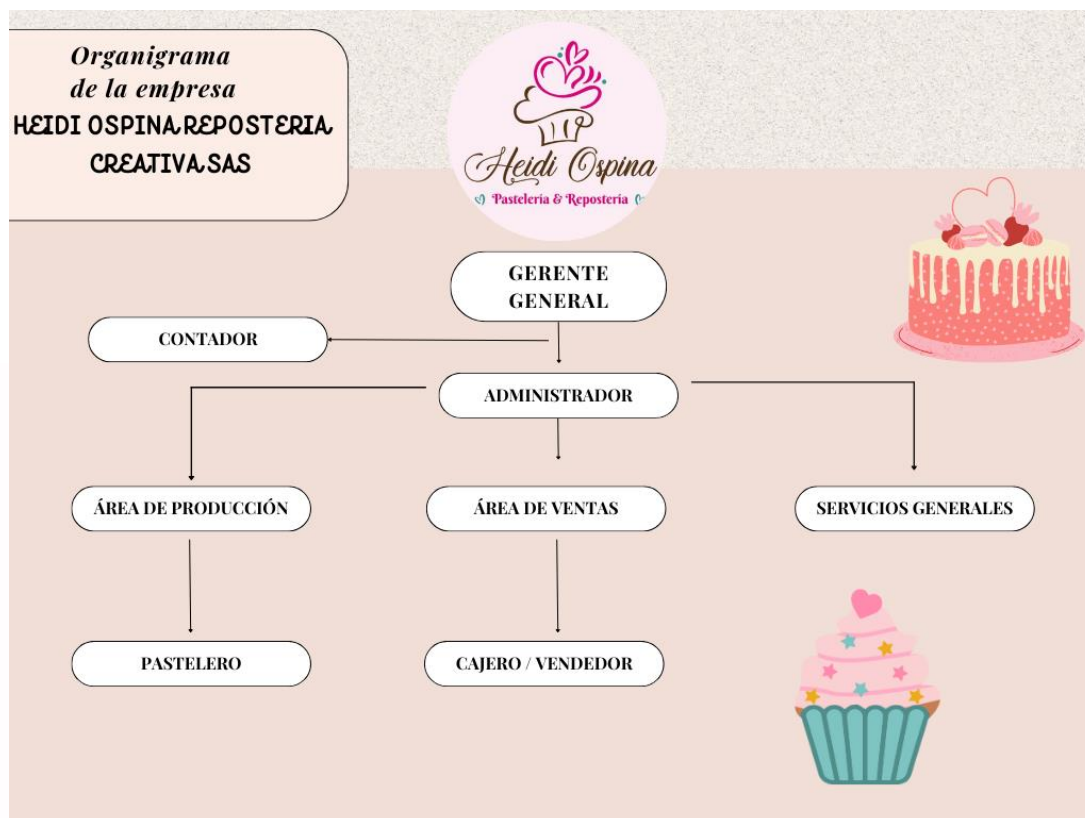 Organigrama
de la empresa
HEIDI OSPINA REPOSTERIA
CREATIVA SAS
Heidi Ospina
Pastelería & Repostería
GERENTE
GENERAL
CONTADOR
ADMINISTRADOR
ÁREA DE PRODUCCIÓN
ÁREA DE VENTAS
SERVICIOS GENERALES
PASTELERO
CAJERO / VENDEDOR